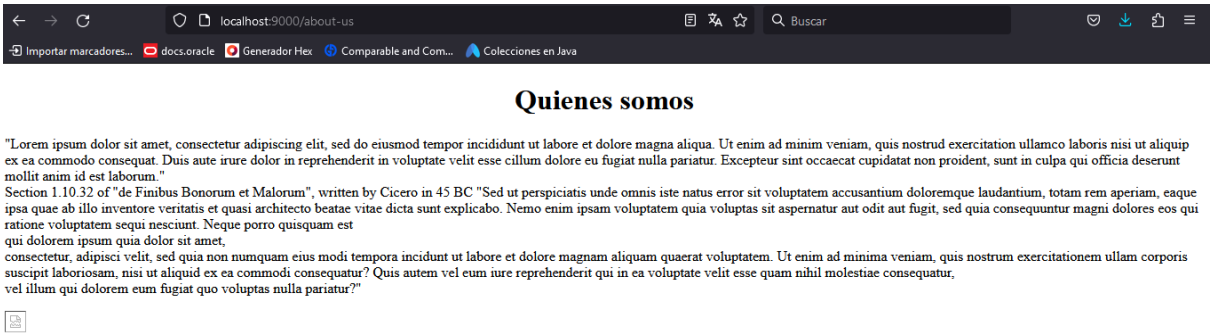 localhost:9000/about-us
Buscar
Importar marcadores...
docs.oracle
Generador Hex
Comparable and Com...
Colecciones en Java
Quienes somos
"Lorem ipsum dolor sit amet, consectetur adipiscing elit, sed do eiusmod tempor incididunt ut labore et dolore magna aliqua. Ut enim ad minim veniam, quis nostrud exercitation ullamco laboris nisi ut aliquip
ex ea commodo consequat. Duis aute irure dolor in reprehenderit in voluptate velit esse cillum dolore eu fugiat nulla pariatur. Excepteur sint occaecat cupidatat non proident, sunt in culpa qui officia deserunt
mollit anim id est laborum."
Section 1.10.32 of "de Finibus Bonorum et Malorum", written by Cicero in 45 BC "Sed ut perspiciatis unde omnis iste natus error sit voluptatem accusantium doloremque laudantium, totam rem aperiam, eaque
ipsa quae ab illo inventore veritatis et quasi architecto beatae vitae dicta sunt explicabo. Nemo enim ipsam voluptatem quia voluptas sit aspernatur aut odit aut fugit, sed quia consequuntur magni dolores eos qui
ratione voluptatem sequi nesciunt. Neque porro quisquam est
qui dolorem ipsum quia dolor sit amet,
consectetur, adipisci velit, sed quia non numquam eius modi tempora incidunt ut labore et dolore magnam aliquam quaerat voluptatem. Ut enim ad minima veniam, quis nostrum exercitationem ullam corporis
suscipit laboriosam, nisi ut aliquid ex ea commodi consequatur? Quis autem vel eum iure reprehenderit qui in ea voluptate velit esse quam nihil molestiae consequatur,
vel illum qui dolorem eum fugiat quo voluptas nulla pariatur?"